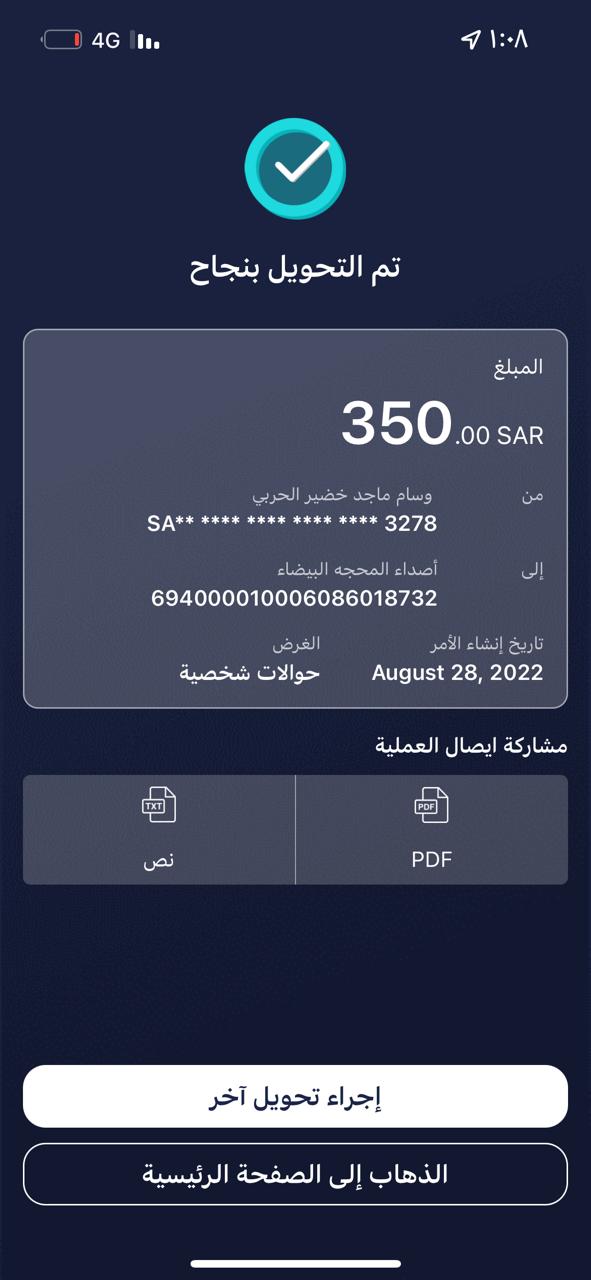 ١:٠٨
4G
تم التحويل بنجاح
المبلغ
350.00 SAR
من وسام ماجد خضير الحربي
SA** **** **** **** **** 3278
إلى أصداء المحجه البيضاء
694000010006086018732
تاريخ إنشاء الأمر الغرض
August 28, 2022 حوالات شخصية
مشاركة ايصال العملية
PDF TXT
PDF نص
إجراء تحويل آخر
الذهاب إلى الصفحة الرئيسية